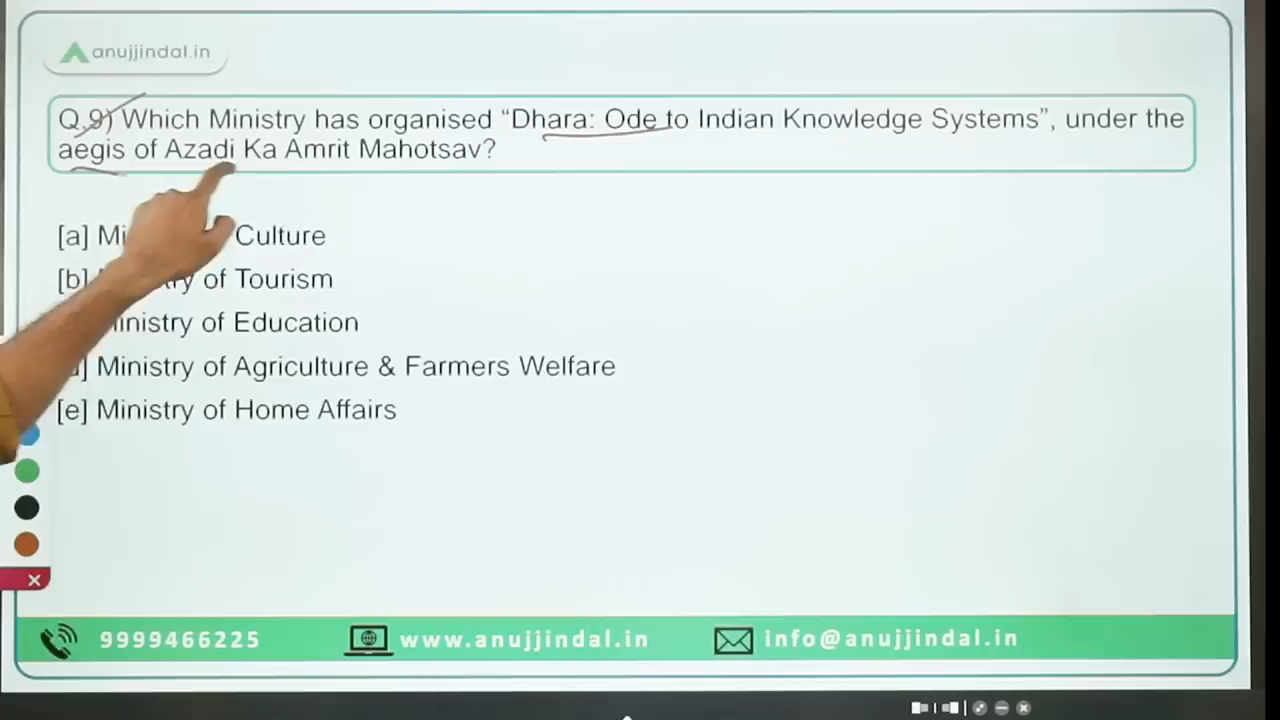 anujjindal.in
Q.9) Which Ministry has organised “Dhara: Ode to Indian Knowledge Systems”, under the
aegis of Azadi Ka Amrit Mahotsav?
[a] Culture
[b] of Tourism
Ministry of Education
Ministry of Agriculture & Farmers Welfare
[e] Ministry of Home Affairs
9999466225 www.anujjindal.in info@anujjindal.in